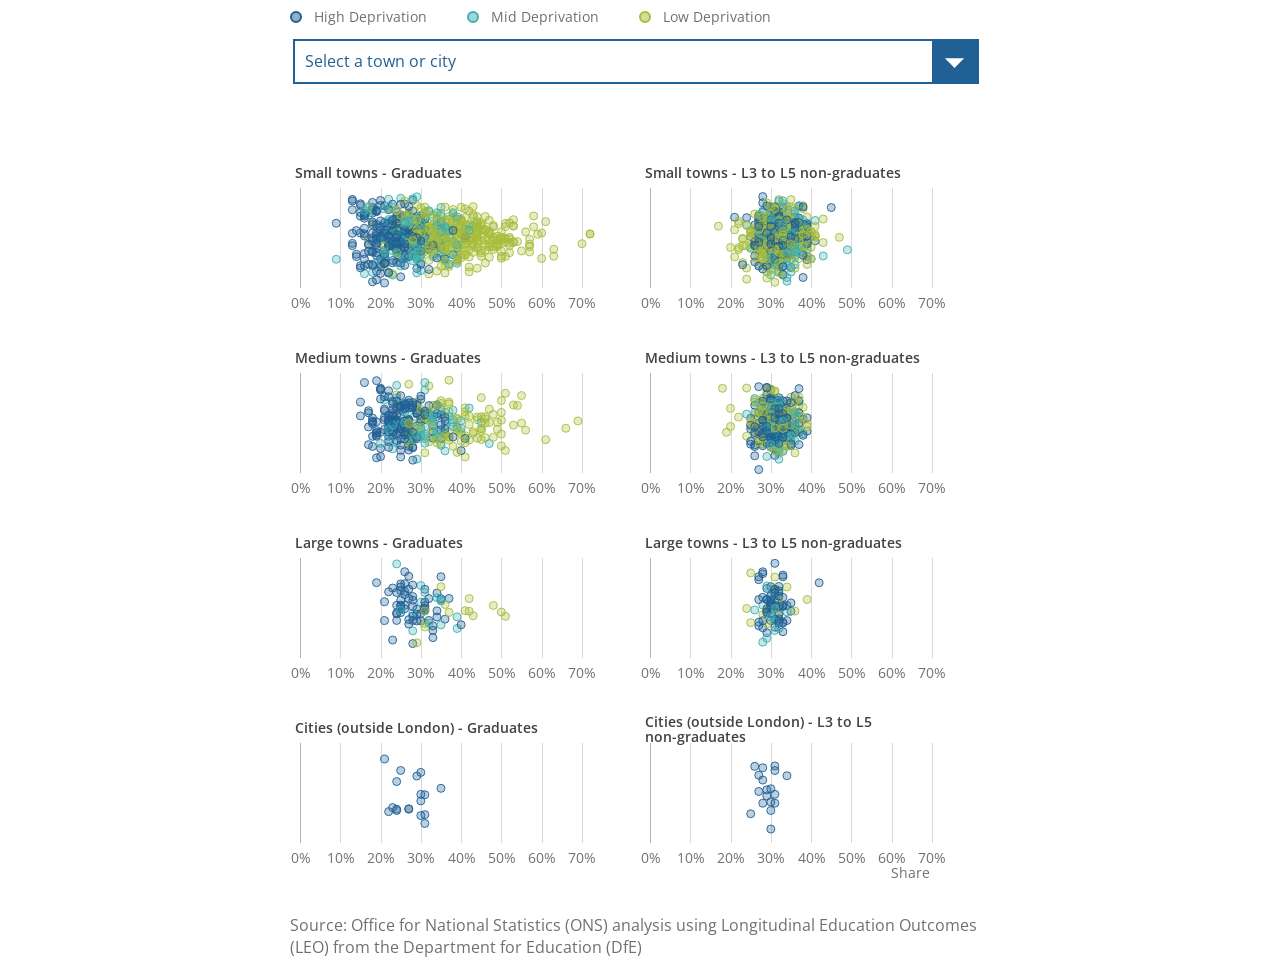 High Deprivation Mid Deprivation Low Deprivation
Select a town or city
Small towns - Graduates
0% 10% 20% 30% 40% 50% 60% 70%
Small towns - L3 to L5 non-graduates
0% 10% 20% 30% 40% 50% 60% 70%
Medium towns - Graduates
0% 10% 20% 30% 40% 50% 60% 70%
Medium towns - L3 to L5 non-graduates
0% 10% 20% 30% 40% 50% 60% 70%
Large towns - Graduates
0% 10% 20% 30% 40% 50% 60% 70%
Large towns - L3 to L5 non-graduates
0% 10% 20% 30% 40% 50% 60% 70%
Cities (outside London) - Graduates
0% 10% 20% 30% 40% 50% 60% 70%
Cities (outside London) - L3 to L5
non-graduates
0% 10% 20% 30% 40% 50% 60% 70%
Share
Source: Office for National Statistics (ONS) analysis using Longitudinal Education Outcomes
(LEO) from the Department for Education (DfE)